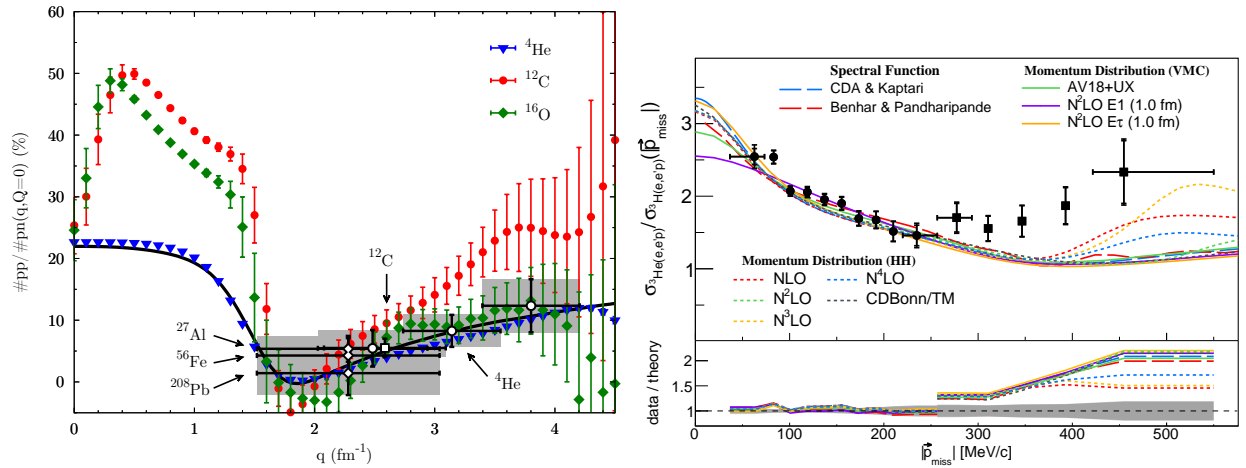 #pp/#pn(q,Q=0) (%)
60
50
40
30
20
10
0
⁴He
¹²C
¹⁶O
¹²C
²⁷Al
⁵⁶Fe
²⁰⁸Pb
⁴He
0 1 2 3 4
q (fm⁻¹)
σ³He(e,e'p)/σ³H(e,e'p)(|p⃗miss|)
3
2
1
Spectral Function
CDA & Kaptari
Benhar & Pandharipande
Momentum Distribution (VMC)
AV18+UX
N²LO E1 (1.0 fm)
N²LO Eτ (1.0 fm)
Momentum Distribution (HH)
NLO
N²LO
N³LO
N⁴LO
CDBonn/TM
data / theory
2
1.5
1
0 100 200 300 400 500
|p⃗miss| [MeV/c]